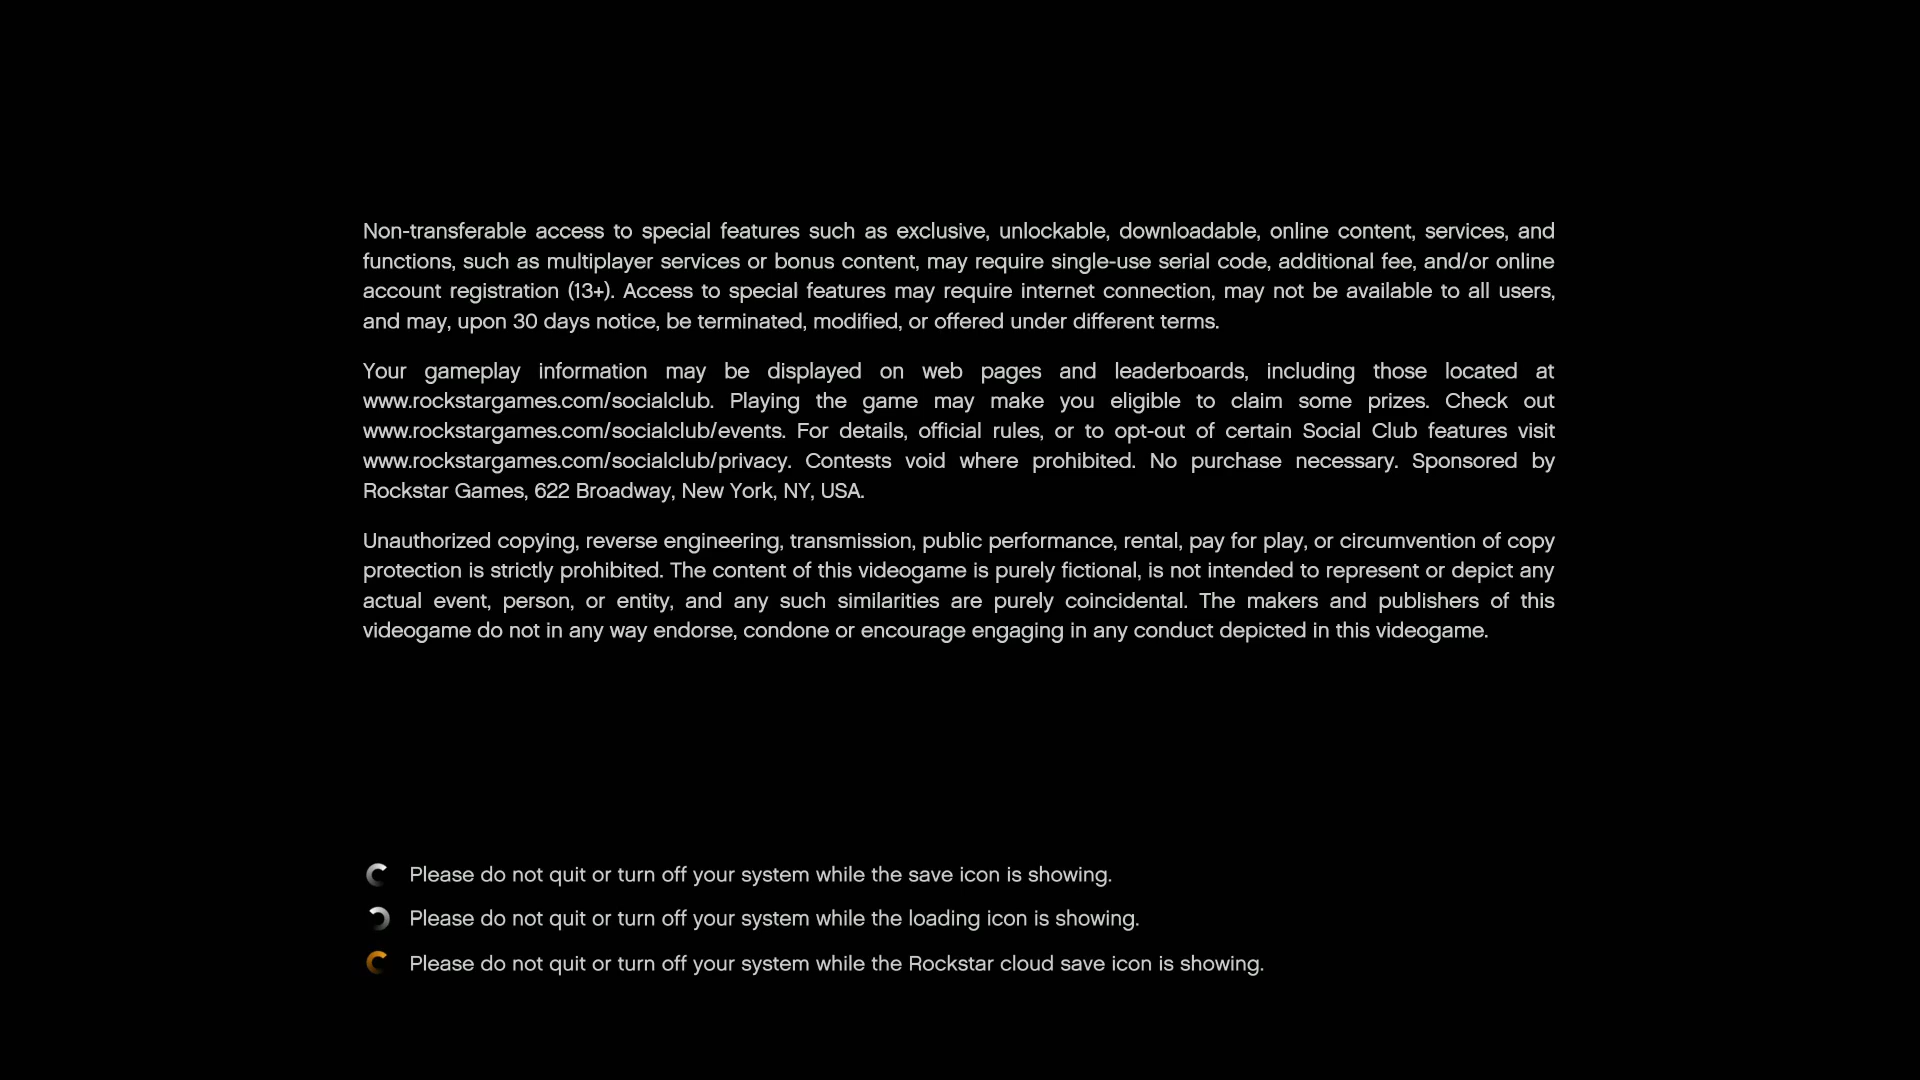 Non-transferable access to special features such as exclusive, unlockable, downloadable, online content, services, and
functions, such as multiplayer services or bonus content, may require single-use serial code, additional fee, and/or online
account registration (13+). Access to special features may require internet connection, may not be available to all users,
and may, upon 30 days notice, be terminated, modified, or offered under different terms.
Your gameplay information may be displayed on web pages and leaderboards, including those located at
www.rockstargames.com/socialclub. Playing the game may make you eligible to claim some prizes. Check out
www.rockstargames.com/socialclub/events. For details, official rules, or to opt-out of certain Social Club features visit
www.rockstargames.com/socialclub/privacy. Contests void where prohibited. No purchase necessary. Sponsored by
Rockstar Games, 622 Broadway, New York, NY, USA.
Unauthorized copying, reverse engineering, transmission, public performance, rental, pay for play, or circumvention of copy
protection is strictly prohibited. The content of this videogame is purely fictional, is not intended to represent or depict any
actual event, person, or entity, and any such similarities are purely coincidental. The makers and publishers of this
videogame do not in any way endorse, condone or encourage engaging in any conduct depicted in this videogame.
Please do not quit or turn off your system while the save icon is showing.
Please do not quit or turn off your system while the loading icon is showing.
Please do not quit or turn off your system while the Rockstar cloud save icon is showing.